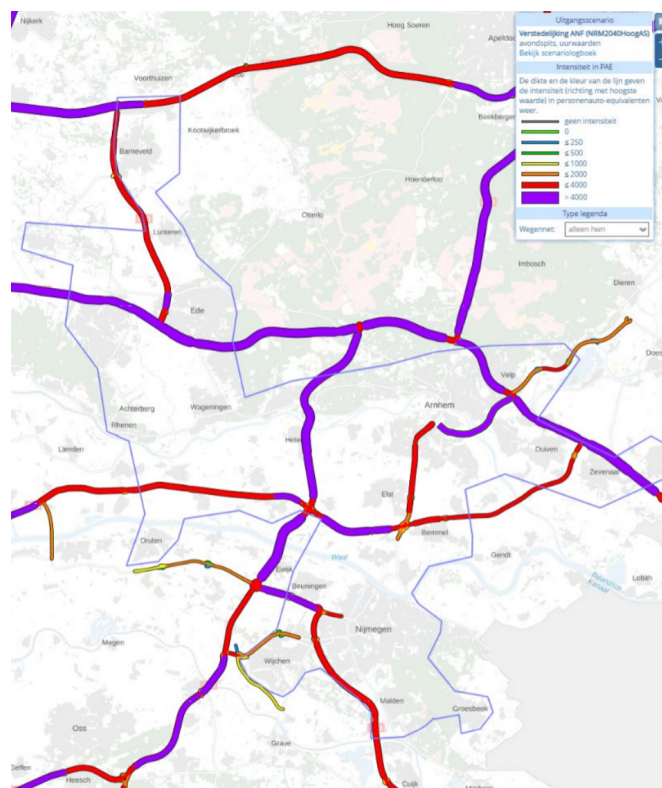 Nijkerk
Hoog Soeren
Apeldoo
Voorthuizen
Beekbergen
Kootwijkerbroek
Barneveld
Hoenderloo
Otterlo
Lunteren
Imbosch
Dieren
Ede
Does
Velp
Achterberg
Wageningen
Arnhem
Rhenen
Lienden
Duiven
Zevenaar
Elst
Bemmel
Druten
Waal
Gendt
Ewijk
Beuningen
Lobith
Nijmegen
Megen
Wijchen
Malden
Groesbeek
Oss
Grave
Geffen
Heesch
Cuijk
Uitgangsscenario
Verstedelijking ANF (NRM2040HoogAS)
avondspits, uurwaarden
Bekijk scenariologboek
Intensiteit in PAE
De dikte en de kleur van de lijn geven
de intensiteit (richting met hoogste
waarde) in personenauto-equivalenten
weer.
geen intensiteit
0
≤ 250
≤ 500
≤ 1000
≤ 2000
≤ 4000
> 4000
Type legenda
Wegennet: alleen hwn